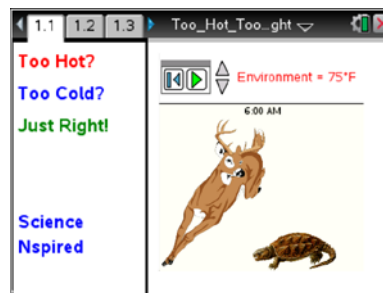 1.1 1.2 1.3 Too_Hot_Too…ght
Too Hot?
Too Cold?
Just Right!
Science
Nspired
Environment = 75°F
6:00 AM